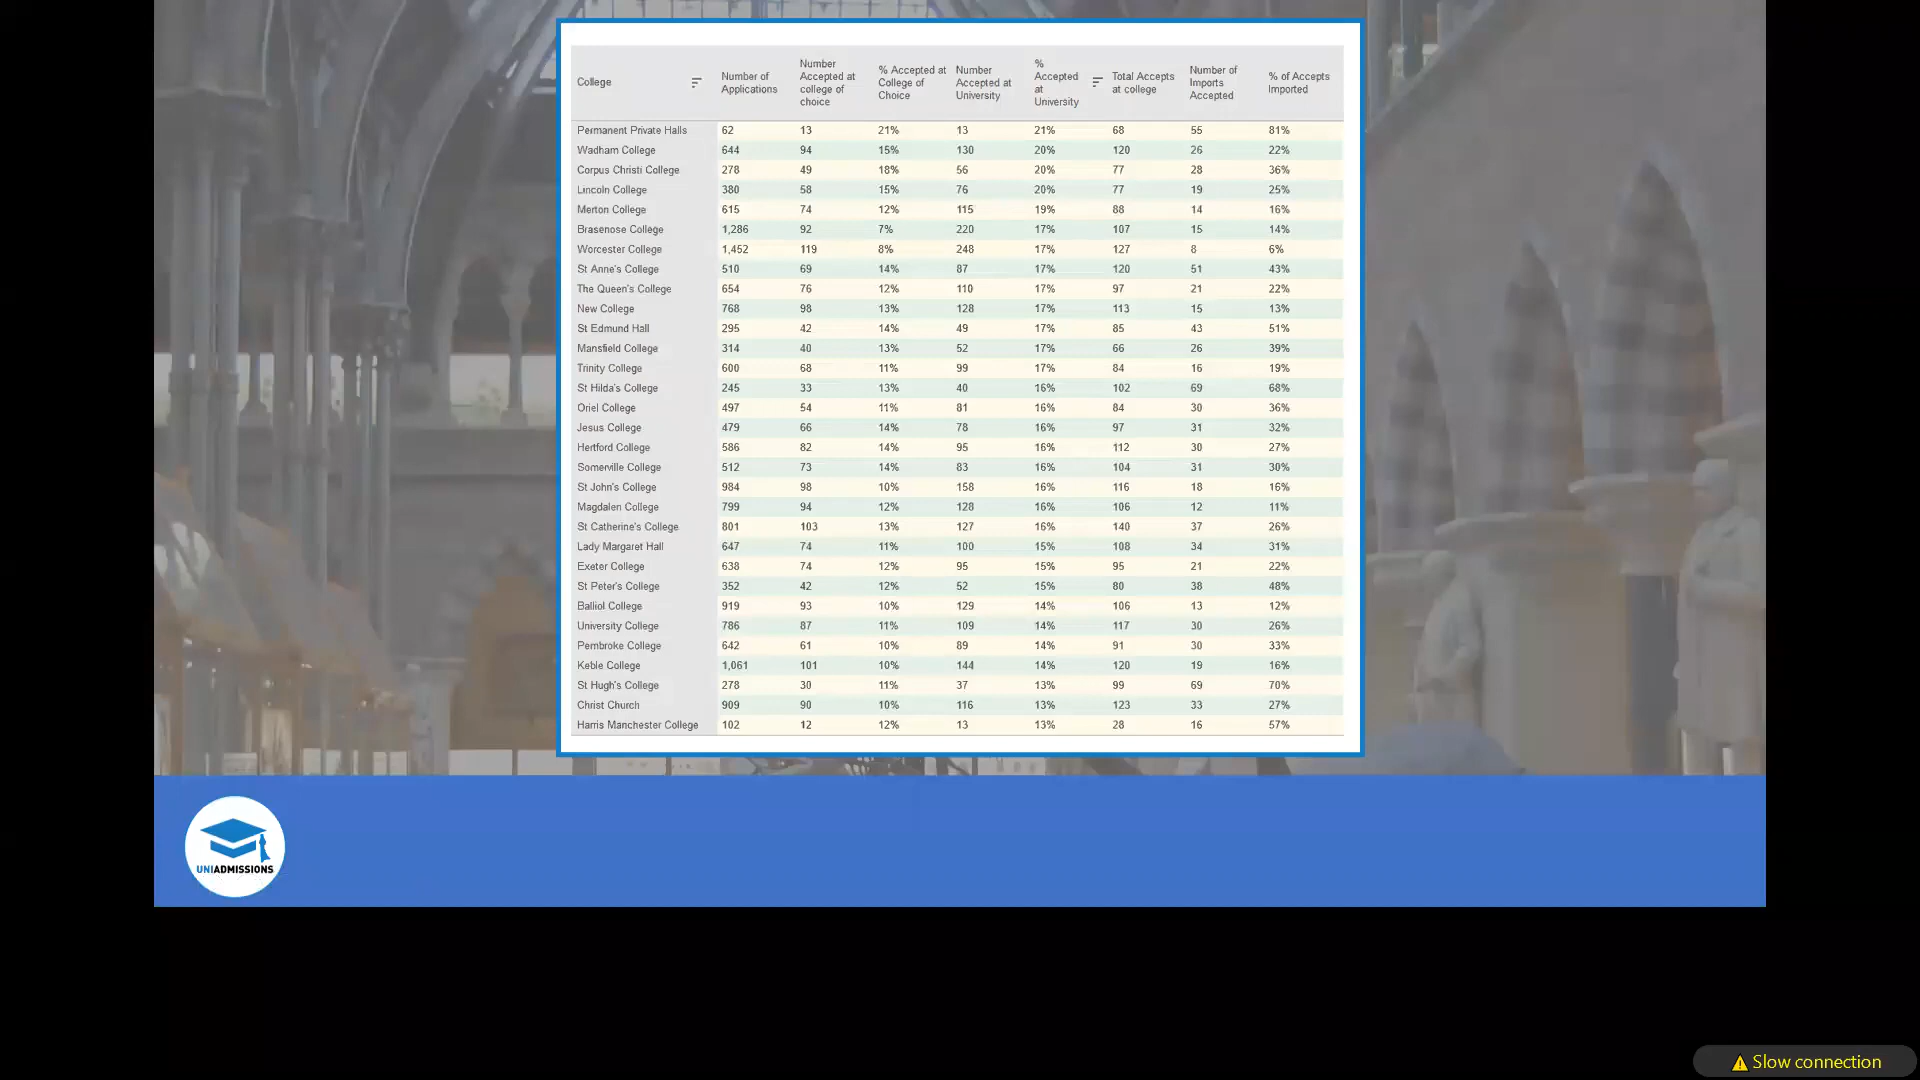 College Number of Applications Number Accepted at college of choice % Accepted at College of Choice Number Accepted at University % Accepted at University Total Accepts at college Number of Imports Accepted % of Accepts Imported
Permanent Private Halls 62 13 21% 13 21% 68 55 81%
Wadham College 644 94 15% 130 20% 120 26 22%
Corpus Christi College 278 49 18% 56 20% 77 28 36%
Lincoln College 380 58 15% 76 20% 77 19 25%
Merton College 615 74 12% 115 19% 88 14 16%
Brasenose College 1,286 92 7% 220 17% 107 15 14%
Worcester College 1,452 119 8% 248 17% 127 8 6%
St Anne's College 510 69 14% 87 17% 120 51 43%
The Queen's College 654 76 12% 110 17% 97 21 22%
New College 768 98 13% 128 17% 113 15 13%
St Edmund Hall 295 42 14% 49 17% 85 43 51%
Mansfield College 314 40 13% 52 17% 66 26 39%
Trinity College 600 68 11% 99 17% 84 16 19%
St Hilda's College 245 33 13% 40 16% 102 69 68%
Oriel College 497 54 11% 81 16% 84 30 36%
Jesus College 479 66 14% 78 16% 97 31 32%
Hertford College 586 82 14% 95 16% 112 30 27%
Somerville College 512 73 14% 83 16% 104 31 30%
St John's College 984 98 10% 158 16% 116 18 16%
Magdalen College 799 94 12% 128 16% 106 12 11%
St Catherine's College 801 103 13% 127 16% 140 37 26%
Lady Margaret Hall 647 74 11% 100 15% 108 34 31%
Exeter College 638 74 12% 95 15% 95 21 22%
St Peter's College 352 42 12% 52 15% 80 38 48%
Balliol College 919 93 10% 129 14% 106 13 12%
University College 786 87 11% 109 14% 117 30 26%
Pembroke College 642 61 10% 89 14% 91 30 33%
Keble College 1,061 101 10% 144 14% 120 19 16%
St Hugh's College 278 30 11% 37 13% 99 69 70%
Christ Church 909 90 10% 116 13% 123 33 27%
Harris Manchester College 102 12 12% 13 13% 28 16 57%
UNIADMISSIONS
Slow connection